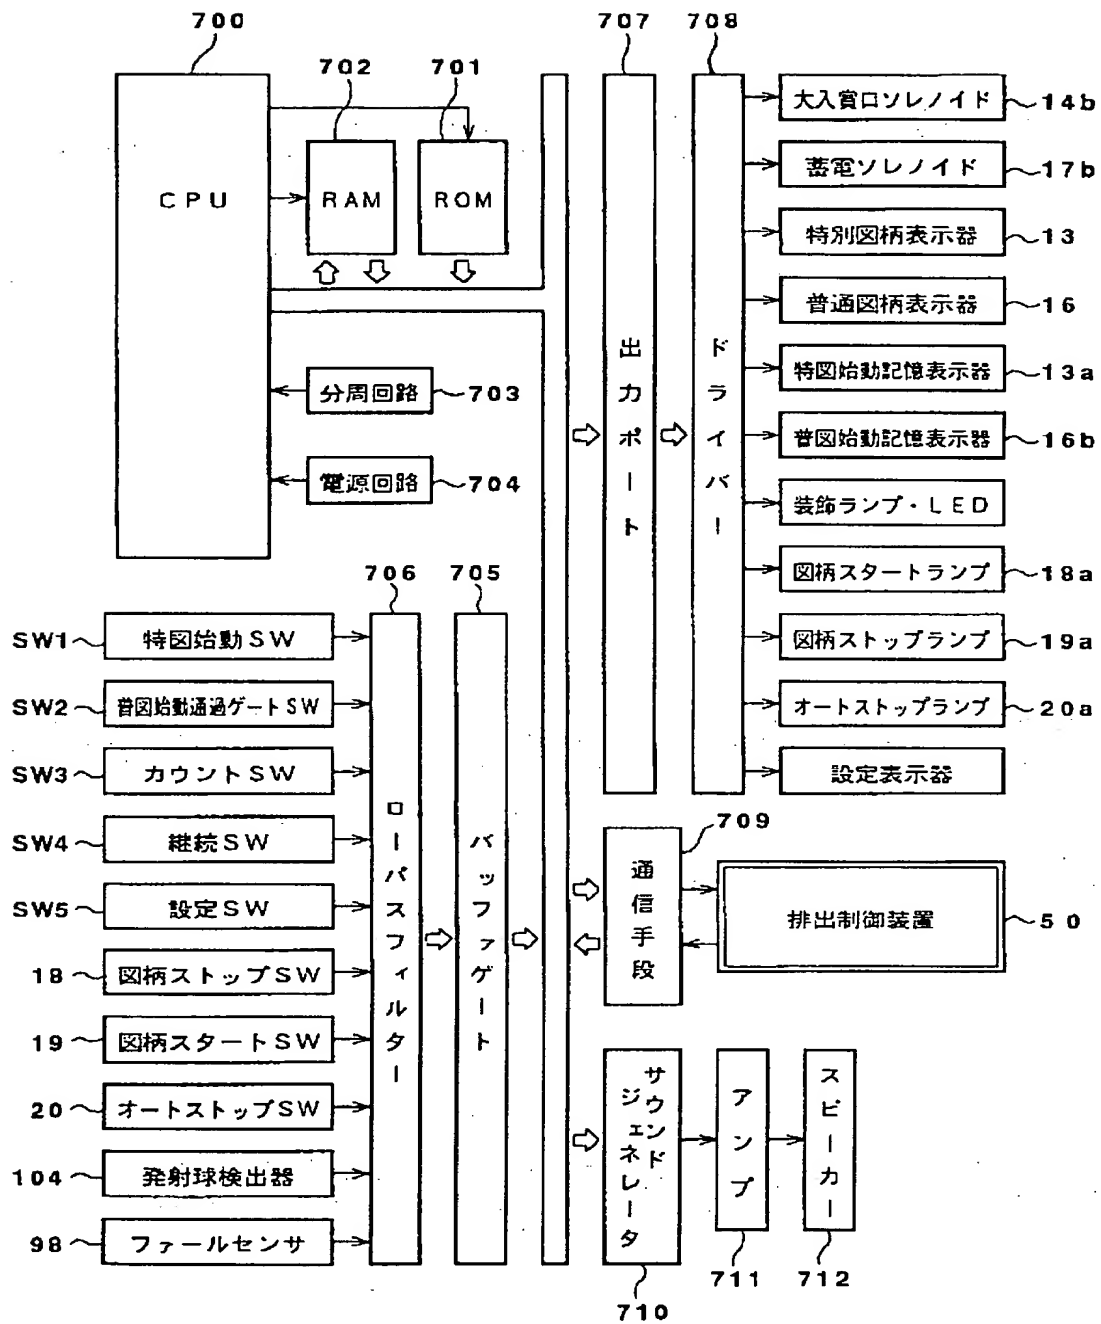 700
702
701
707
708
CPU
RAM
ROM
分周回路
703
電源回路
704
出力ポート
ドライバー
大入賞口ソレノイド
14b
蓄電ソレノイド
17b
特別図柄表示器
13
普通図柄表示器
16
特図始動記憶表示器
13a
普図始動記憶表示器
16b
装飾ランプ・LED
図柄スタートランプ
18a
図柄ストップランプ
19a
オートストップランプ
20a
設定表示器
706
705
SW1
特図始動SW
SW2
普図始動通過ゲートSW
SW3
カウントSW
SW4
継続SW
SW5
設定SW
18
図柄ストップSW
19
図柄スタートSW
20
オートストップSW
104
発射球検出器
98
ファールセンサ
ローパスフィルター
バッファゲート
709
通信手段
排出制御装置
50
サウンド
ジェネレータ
710
アンプ
711
スピーカー
712